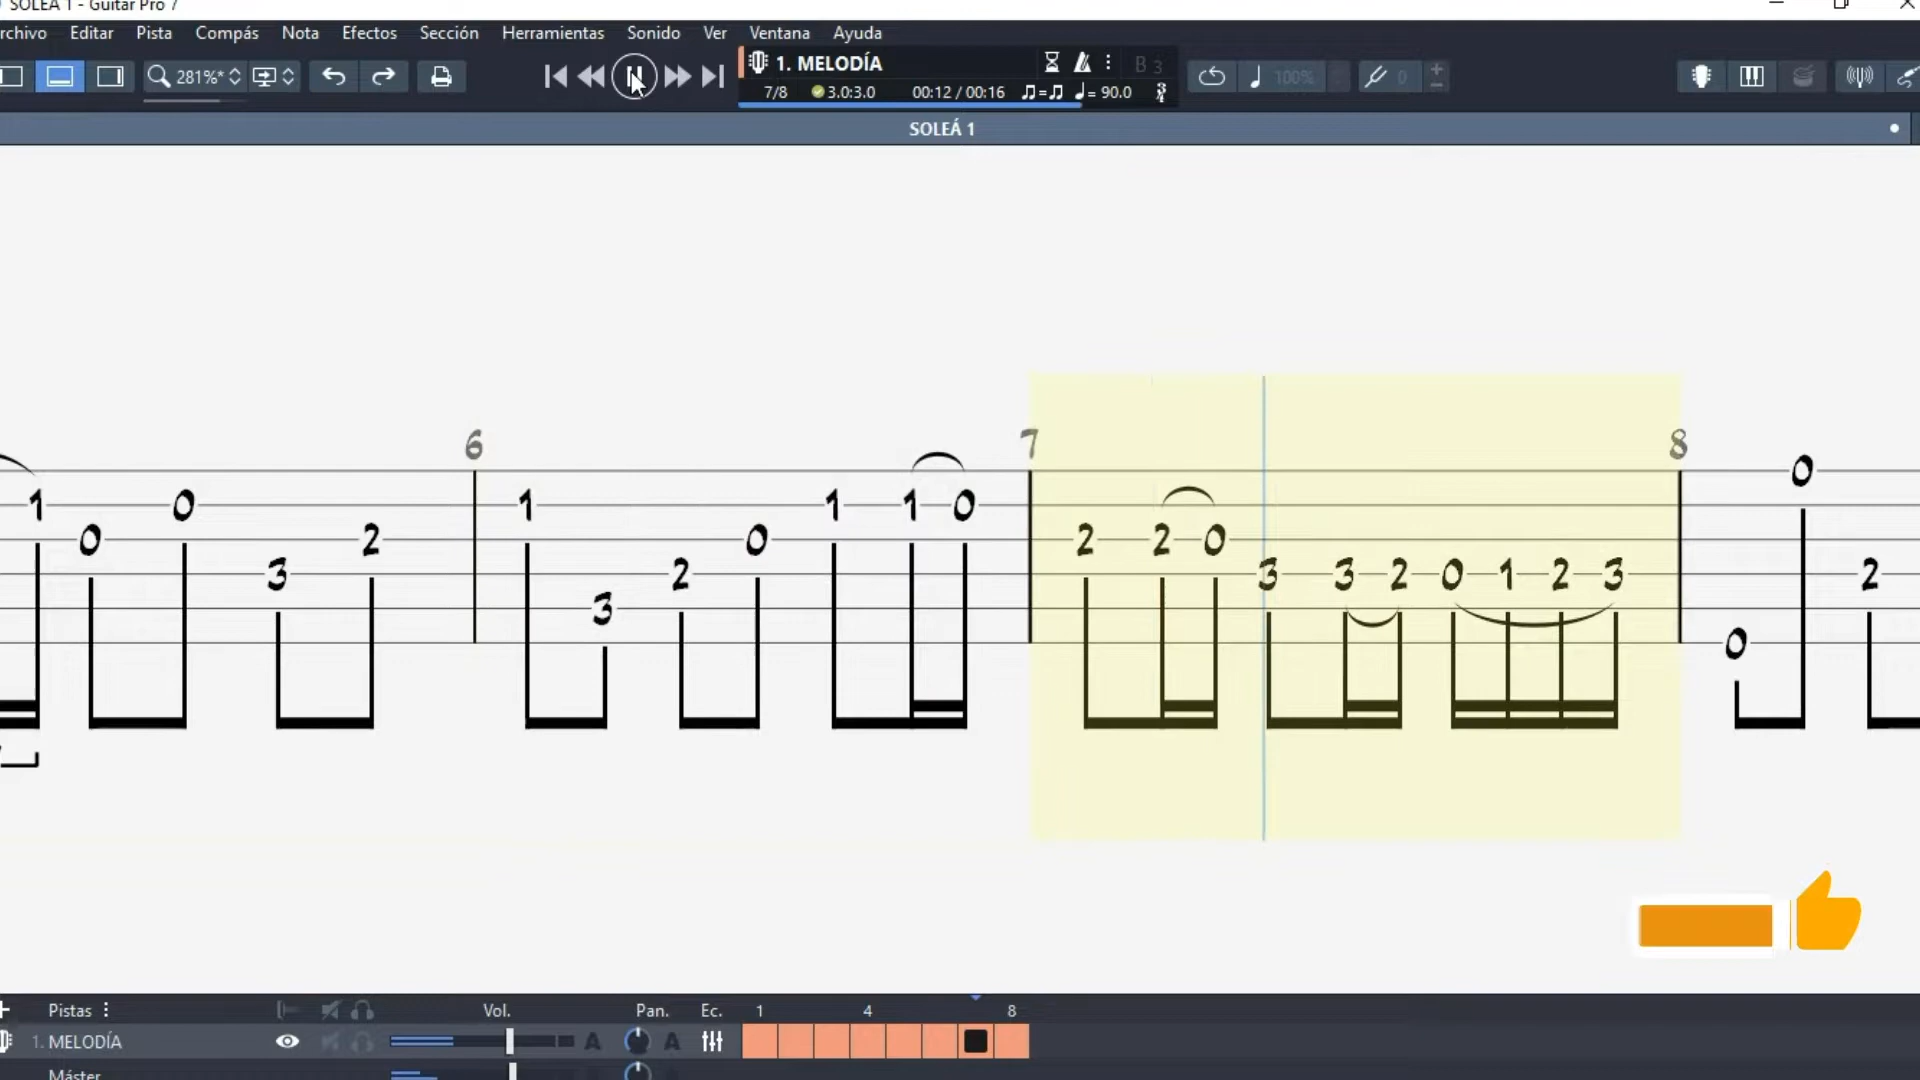 SOLEÁ 1 - Guitar Pro 7
rchivo Editar Pista Compás Nota Efectos Sección Herramientas Sonido Ver Ventana Ayuda
281%* 1. MELODÍA B 3 100% 0
7/8 3.0:3.0 00:12 / 00:16 ♫=♫ ♩= 90.0
SOLEÁ 1
6 7 8
0
1 0 1 1 1 0
0 2 0 2 2 0
3 2 3 3 2 0 1 2 3 2
3
0
Pistas Vol. Pan. Ec. 1 4 8
1. MELODÍA A A
Máster